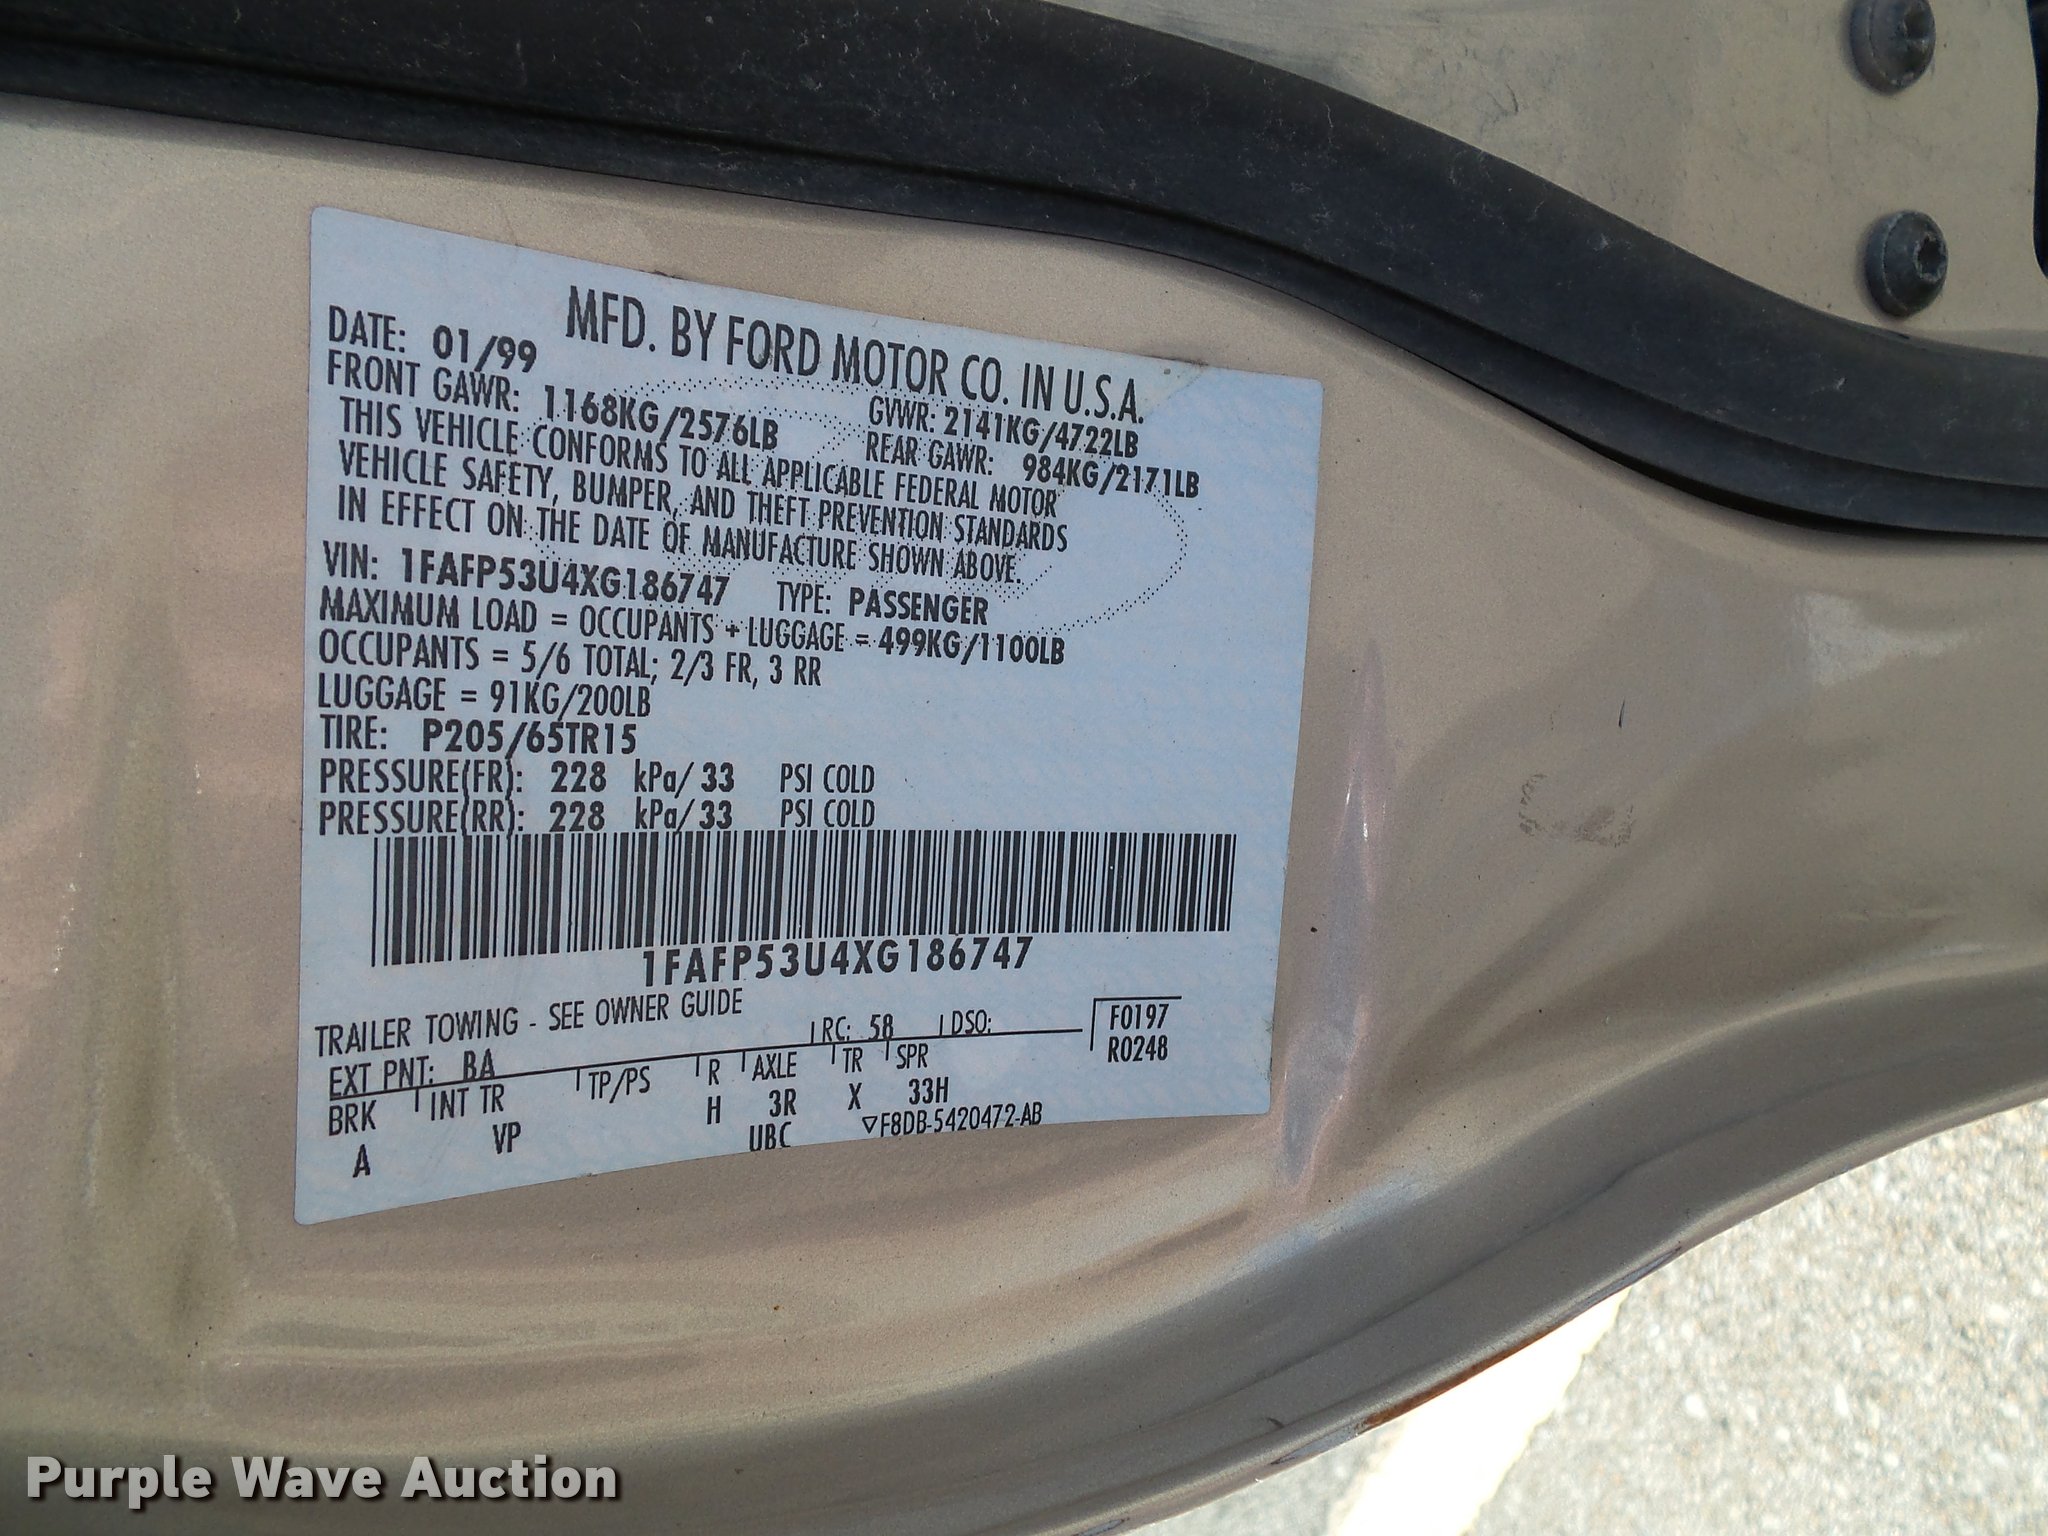 MFD. BY FORD MOTOR CO. IN U.S.A.
DATE: 01/99 GVWR: 2141KG/4722LB
FRONT GAWR: 1168KG/2576LB REAR GAWR: 984KG/2171LB
THIS VEHICLE CONFORMS TO ALL APPLICABLE FEDERAL MOTOR
VEHICLE SAFETY, BUMPER, AND THEFT PREVENTION STANDARDS
IN EFFECT ON THE DATE OF MANUFACTURE SHOWN ABOVE.
VIN: 1FAFP53U4XG186747 TYPE: PASSENGER
MAXIMUM LOAD = OCCUPANTS + LUGGAGE = 499KG/1100LB
OCCUPANTS = 5/6 TOTAL; 2/3 FR, 3 RR
LUGGAGE = 91KG/200LB
TIRE: P205/65TR15
PRESSURE(FR): 228 kPa/ 33 PSI COLD
PRESSURE(RR): 228 kPa/ 33 PSI COLD
1FAFP53U4XG186747
TRAILER TOWING - SEE OWNER GUIDE
EXT PNT: BA RC: 58 DSO: F0197
R0248
BRK INT TR TP/PS R AXLE TR SPR
A VP H 3R X 33H
UBC ▽F8DB-5420472-AB
Purple Wave Auction